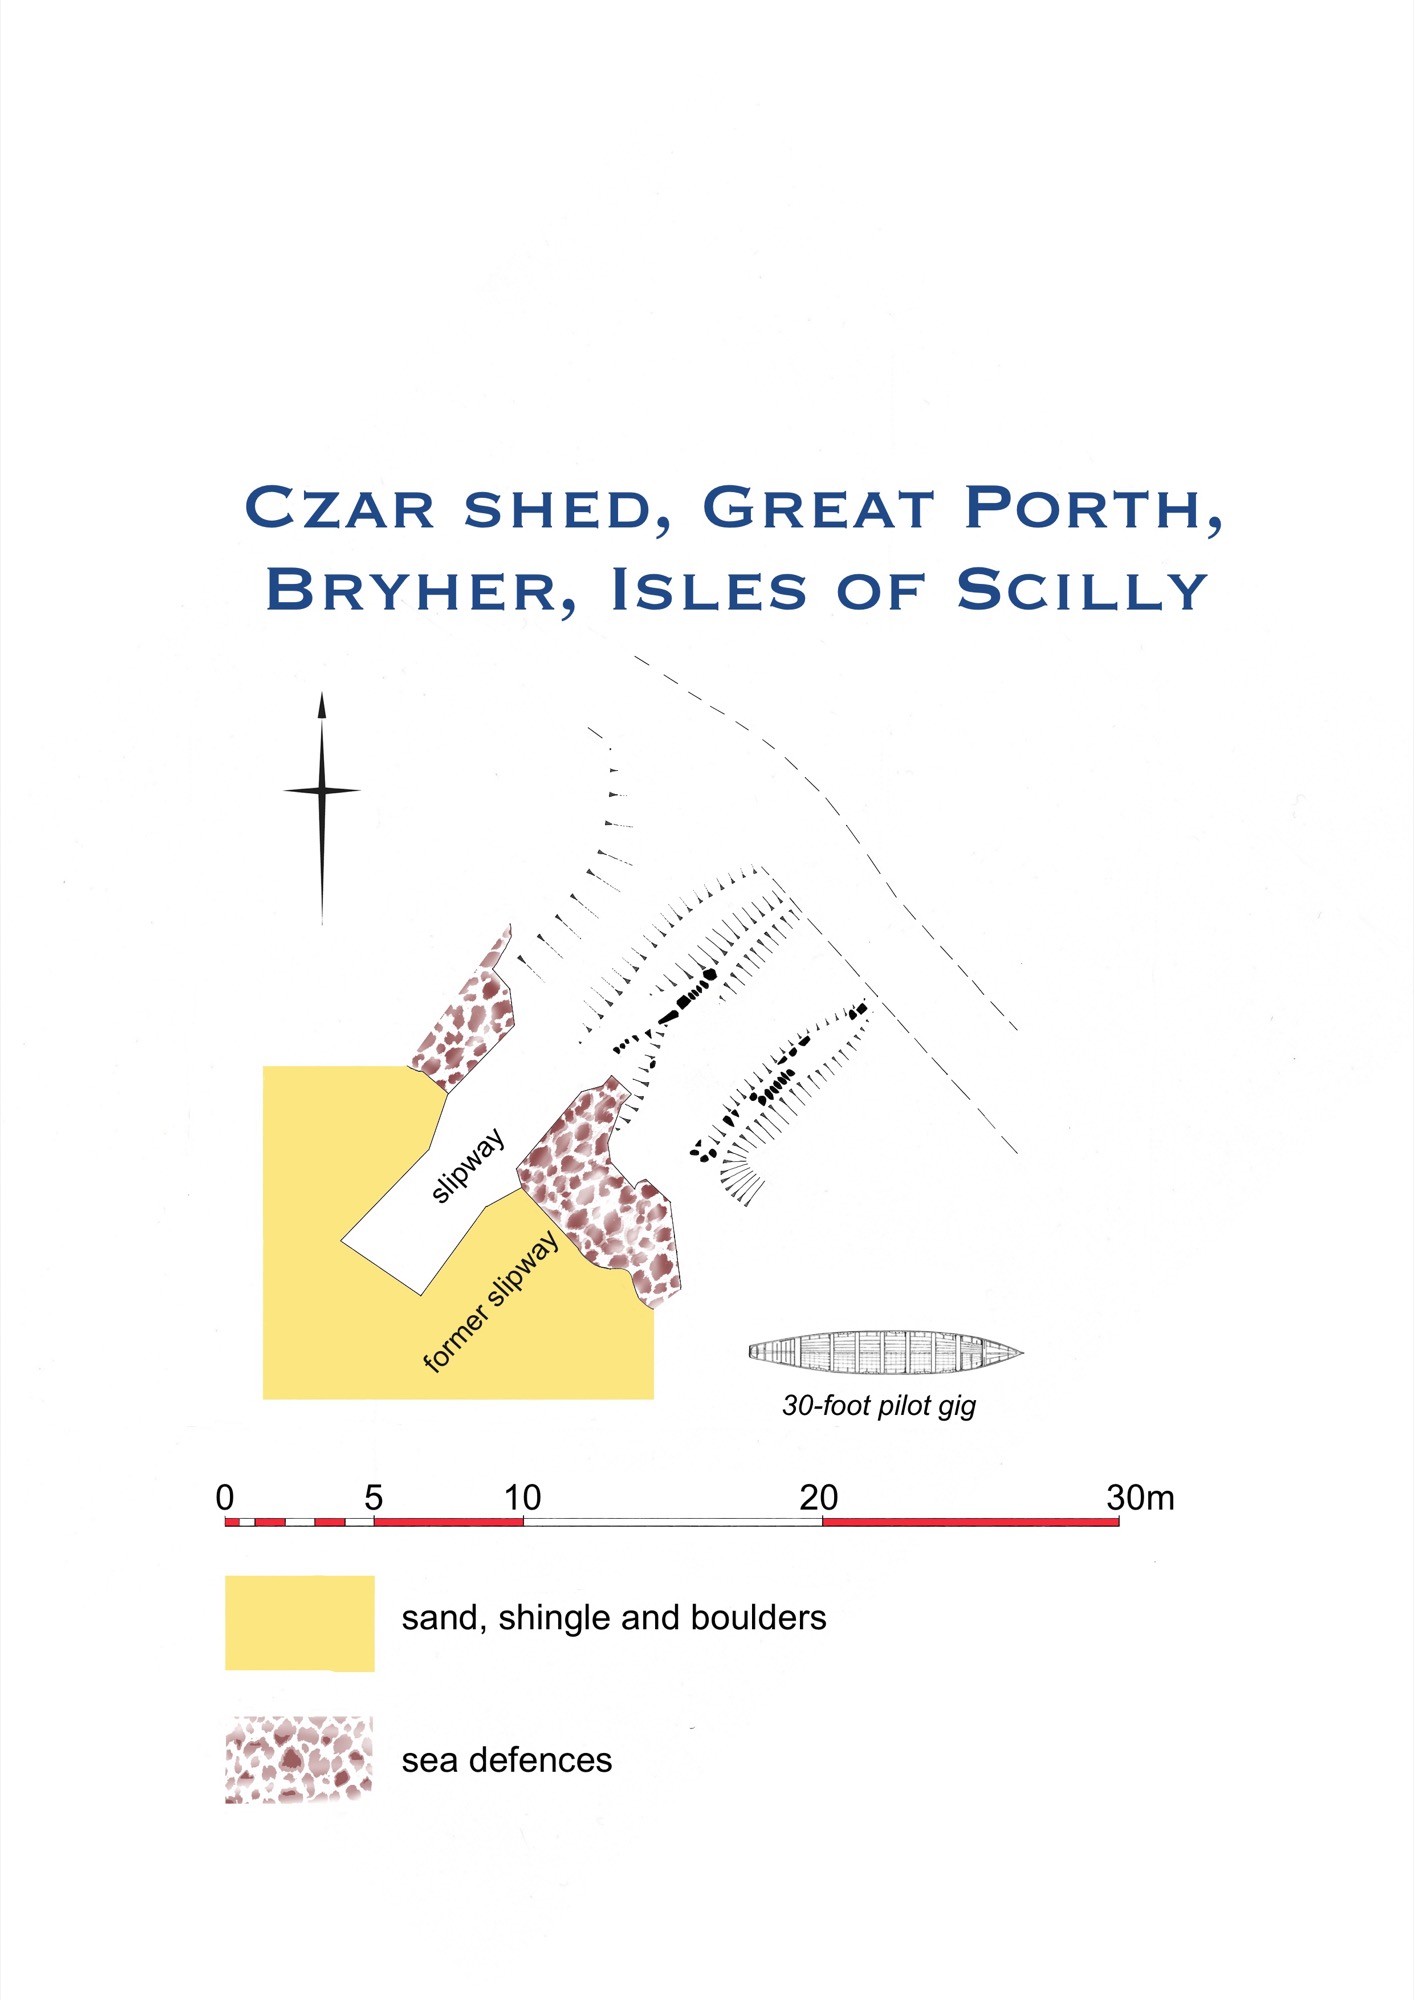 Czar shed, Great Porth,
Bryher, Isles of Scilly
slipway
former slipway
30-foot pilot gig
0 5 10 20 30m
sand, shingle and boulders
sea defences